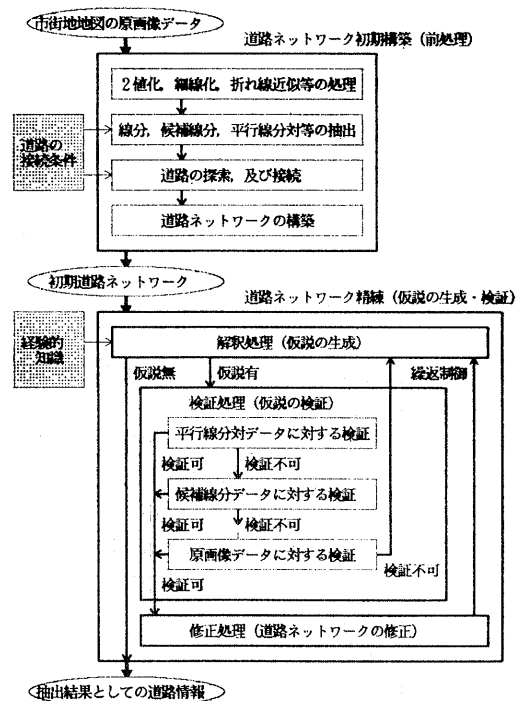 市街地地図の原画像データ
道路ネットワーク初期構築（前処理）
２値化，細線化，折れ線近似等の処理
線分，候補線分，平行線分対等の抽出
道路の
接続条件
道路の探索，及び接続
道路ネットワークの構築
初期道路ネットワーク
道路ネットワーク精練（仮説の生成・検証）
経験的
知識
解釈処理（仮説の生成）
仮説無
仮説有
繰返制御
検証処理（仮説の検証）
平行線分対データに対する検証
検証可
検証不可
候補線分データに対する検証
検証可
検証不可
原画像データに対する検証
検証不可
検証可
修正処理（道路ネットワークの修正）
抽出結果としての道路情報